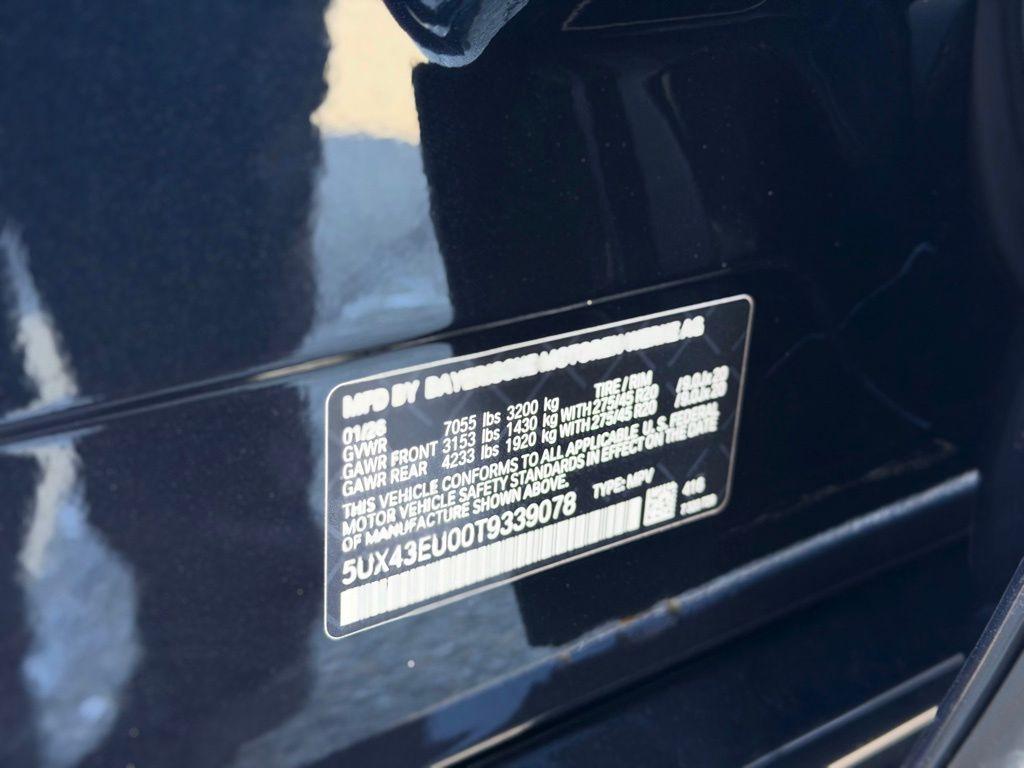 MFD BY BAYERISCHE MOTOREN WERKE AG
01/26 TIRE / RIM
GVWR 7055 lbs 3200 kg
GAWR FRONT 3153 lbs 1430 kg WITH 275/45 R20
GAWR REAR 4233 lbs 1920 kg WITH 275/45 R20
THIS VEHICLE CONFORMS TO ALL APPLICABLE U.S. FEDERAL
MOTOR VEHICLE SAFETY STANDARDS IN EFFECT ON THE DATE
OF MANUFACTURE SHOWN ABOVE.
5UX43EU00T9339078 TYPE: MPV 416